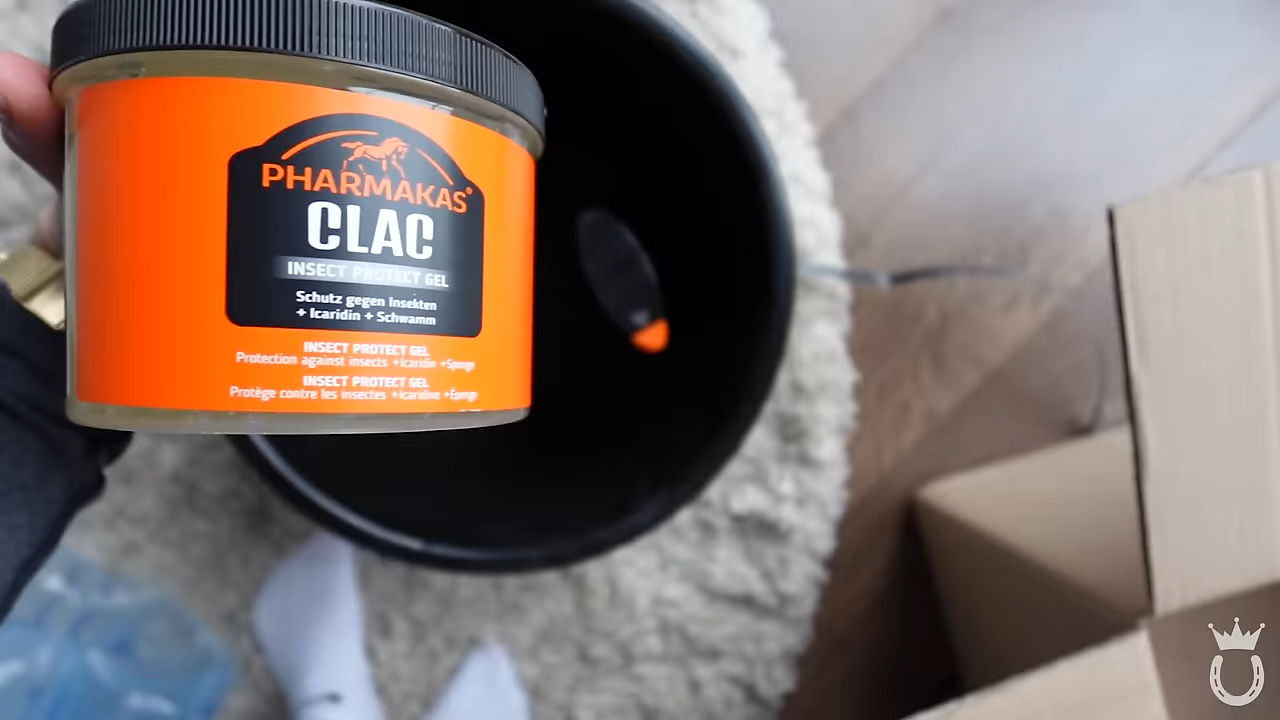 PHARMAKAS®
CLAC
INSECT PROTECT GEL
Schutz gegen Insekten
+ Icaridin + Schwamm
INSECT PROTECT GEL
Protection against insects +Icaridin +Sponge
INSECT PROTECT GEL
Protège contre les insectes +Icaridine +Éponge